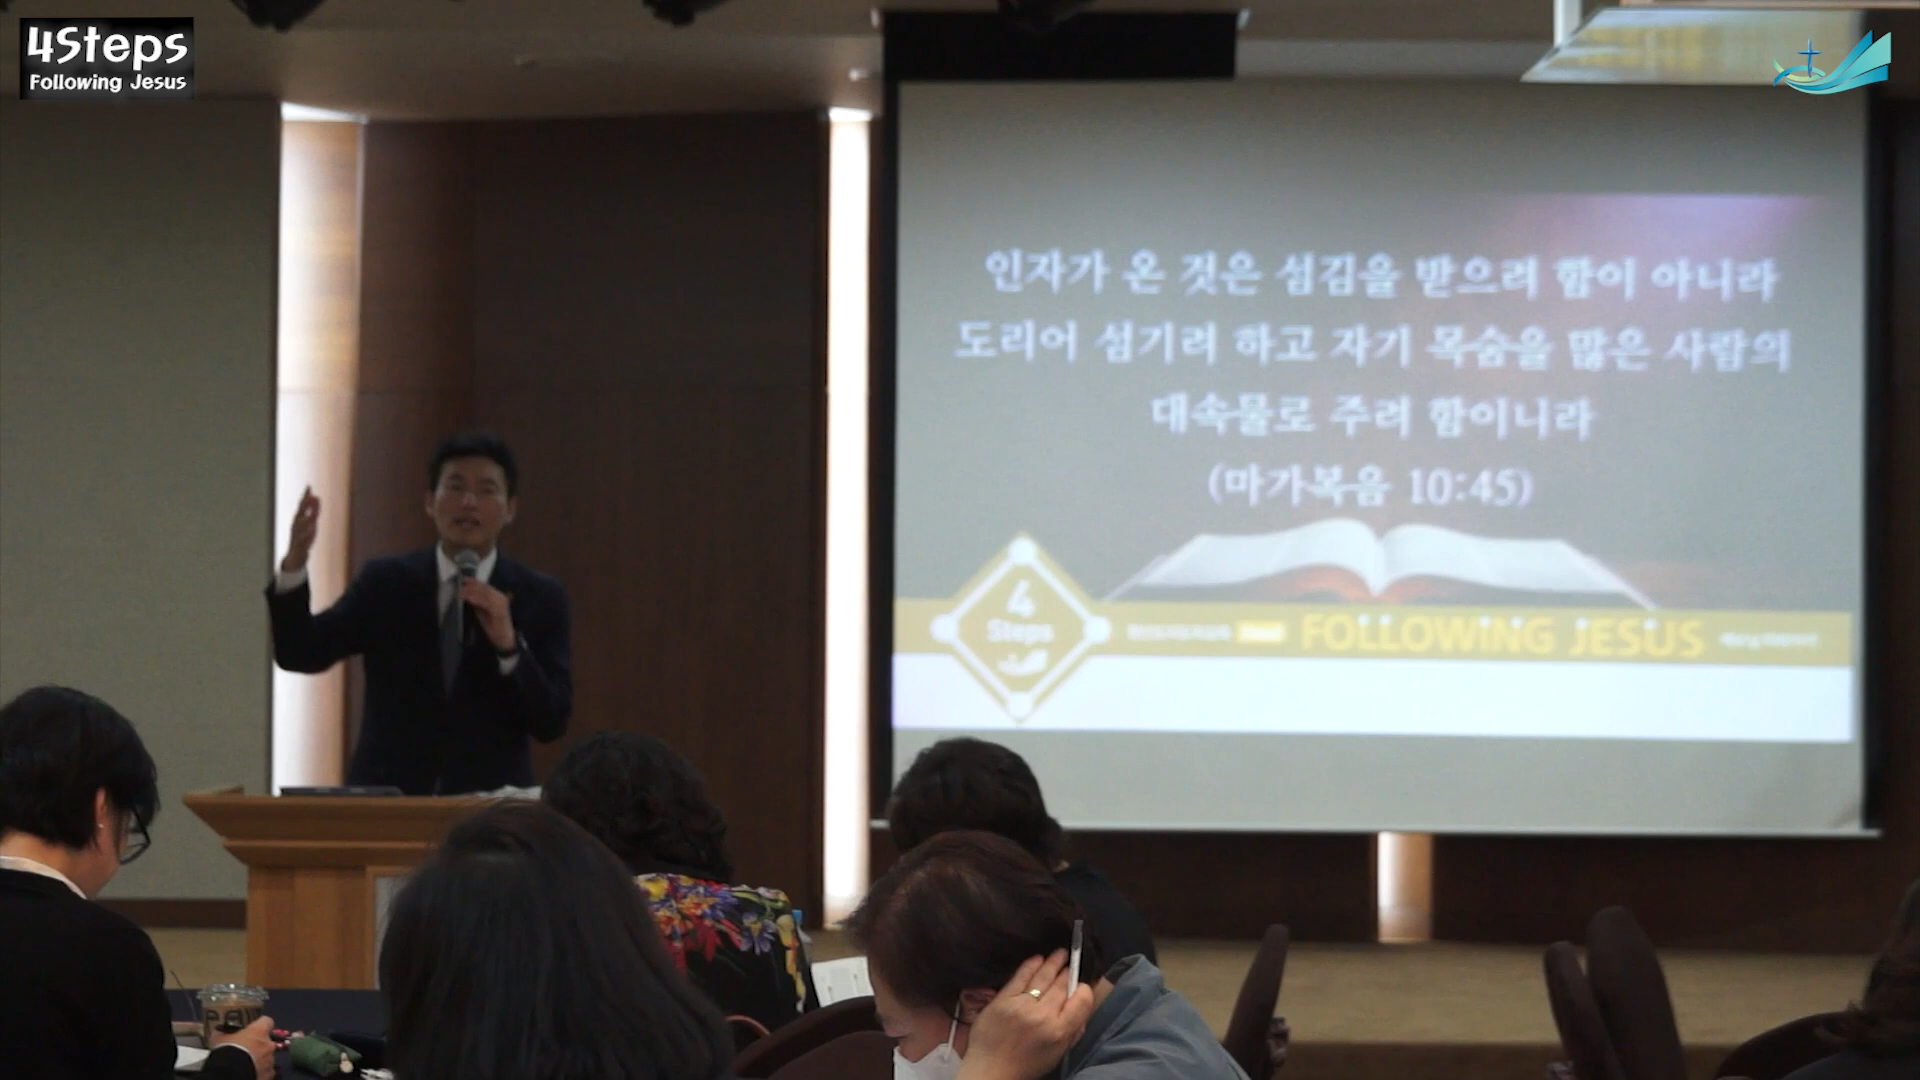 4Steps
Following Jesus
인자가 온 것은 섬김을 받으려 함이 아니라
도리어 섬기려 하고 자기 목숨을 많은 사람의
대속물로 주려 함이니라
(마가복음 10:45)
4
Steps
FOLLOWING JESUS